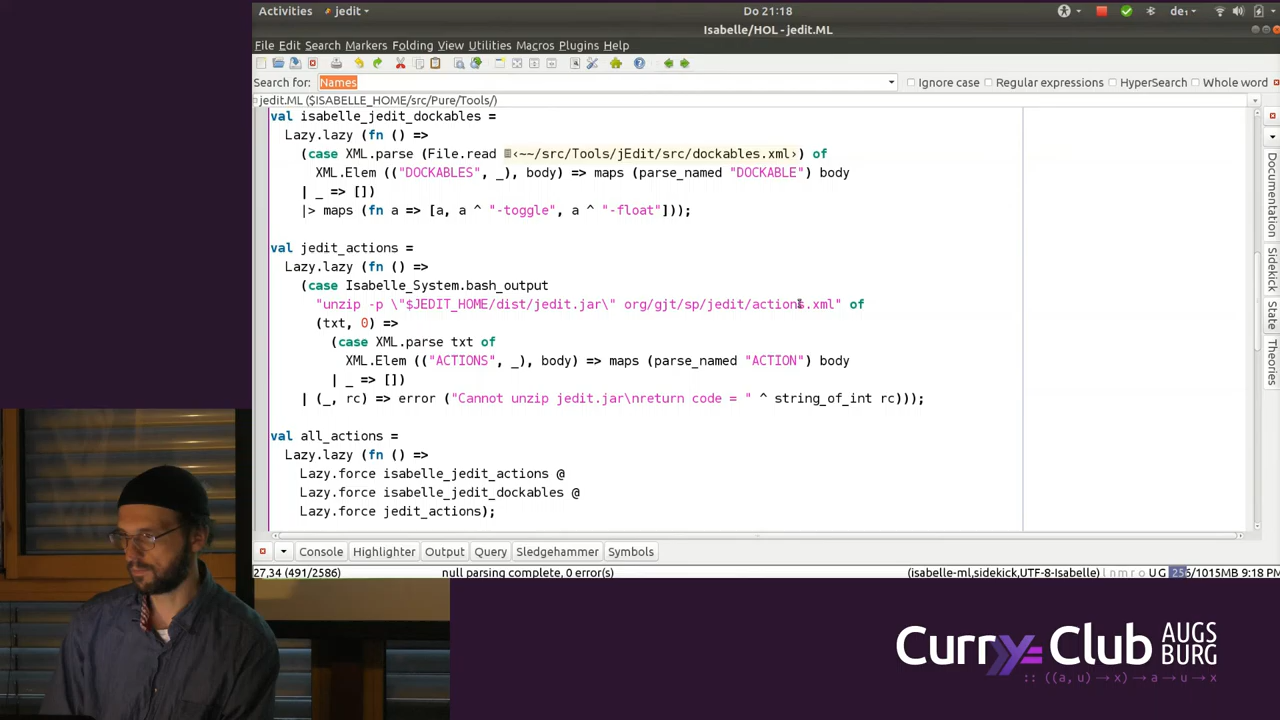 Activities jedit Do 21:18 de₁
Isabelle/HOL - jedit.ML
File Edit Search Markers Folding View Utilities Macros Plugins Help
Search for: Names Ignore case Regular expressions HyperSearch Whole word
jedit.ML ($ISABELLE_HOME/src/Pure/Tools/)
val isabelle_jedit_dockables =
Lazy.lazy (fn () =>
(case XML.parse (File.read ‹~~/src/Tools/jEdit/src/dockables.xml›) of
XML.Elem (("DOCKABLES", _), body) => maps (parse_named "DOCKABLE") body
| _ => [])
|> maps (fn a => [a, a ^ "-toggle", a ^ "-float"]));
val jedit_actions =
Lazy.lazy (fn () =>
(case Isabelle_System.bash_output
"unzip -p \"$JEDIT_HOME/dist/jedit.jar\" org/gjt/sp/jedit/actions.xml" of
(txt, 0) =>
(case XML.parse txt of
XML.Elem (("ACTIONS", _), body) => maps (parse_named "ACTION") body
| _ => [])
| (_, rc) => error ("Cannot unzip jedit.jar\nreturn code = " ^ string_of_int rc)));
val all_actions =
Lazy.lazy (fn () =>
Lazy.force isabelle_jedit_actions @
Lazy.force isabelle_jedit_dockables @
Lazy.force jedit_actions);
Documentation
Sidekick
State
Theories
Console Highlighter Output Query Sledgehammer Symbols
27,34 (491/2586) null parsing complete, 0 error(s) (isabelle-ml,sidekick,UTF-8-Isabelle) l n m r o U G /1015MB 9:18 PM
Curry Club AUGS
BURG
:: ((a, u) → x) → a → u → x